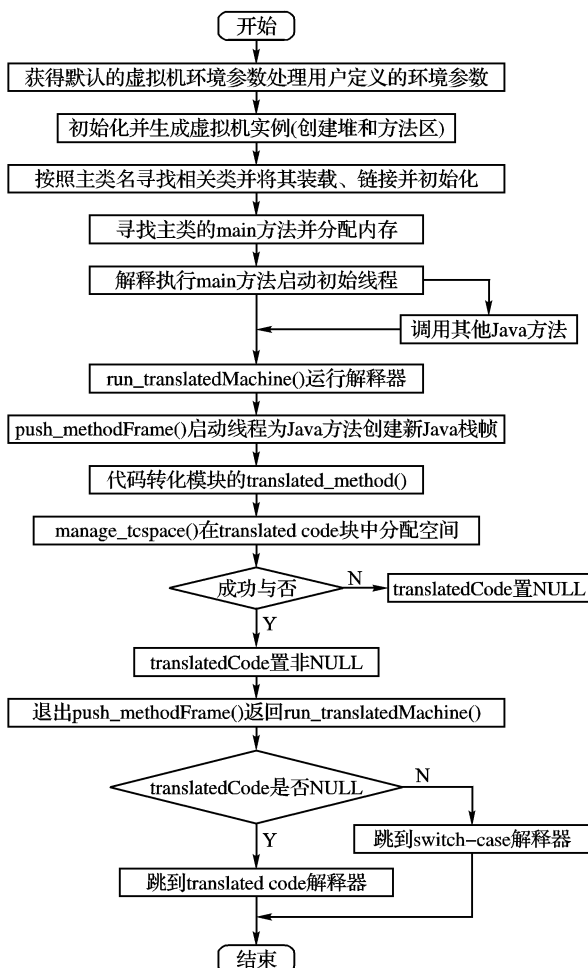 开始
获得默认的虚拟机环境参数处理用户定义的环境参数
初始化并生成虚拟机实例(创建堆和方法区)
按照主类名寻找相关类并将其装载、链接并初始化
寻找主类的main方法并分配内存
解释执行main方法启动初始线程
调用其他Java方法
run_translatedMachine()运行解释器
push_methodFrame()启动线程为Java方法创建新Java栈帧
代码转化模块的translated_method()
manage_tcspace()在translated code块中分配空间
成功与否
N
translatedCode置NULL
Y
translatedCode置非NULL
退出push_methodFrame()返回run_translatedMachine()
translatedCode是否NULL
N
Y
跳到switch-case解释器
跳到translated code解释器
结束